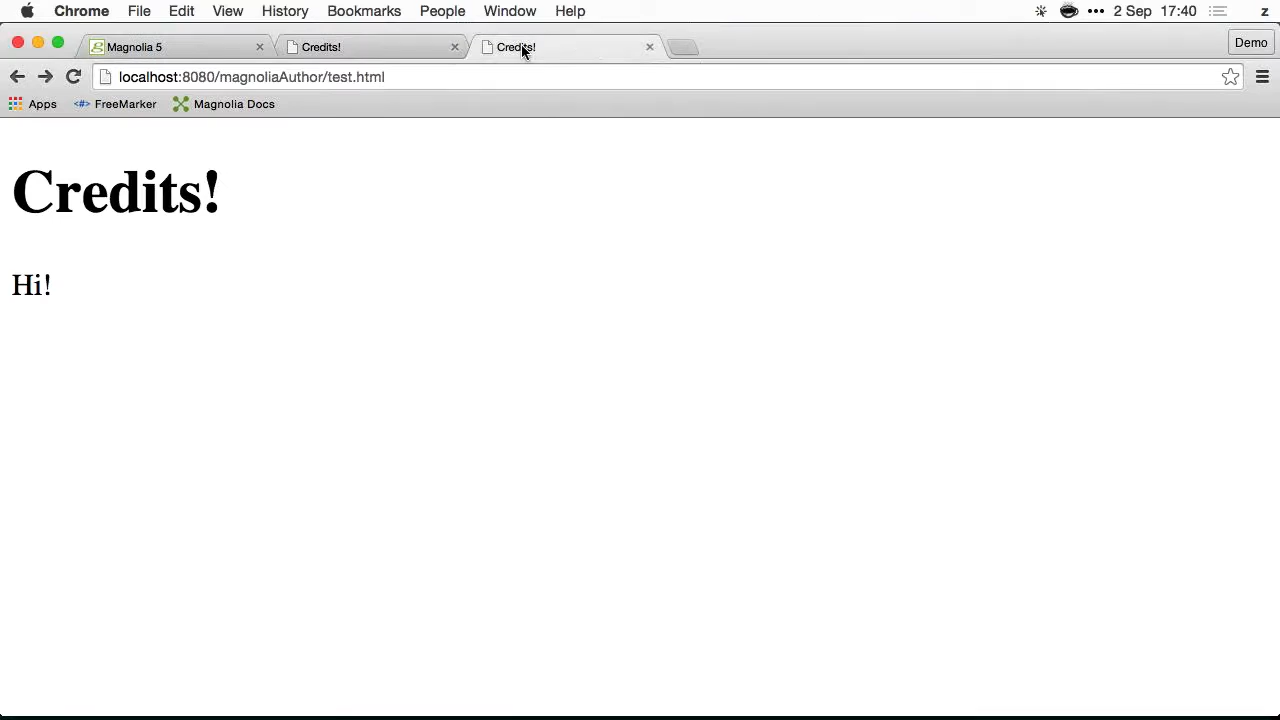 Chrome File Edit View History Bookmarks People Window Help 2 Sep 17:40 z
Magnolia 5 Credits! Credits! Demo
localhost:8080/magnoliaAuthor/test.html
Apps <#> FreeMarker Magnolia Docs
Credits!
Hi!